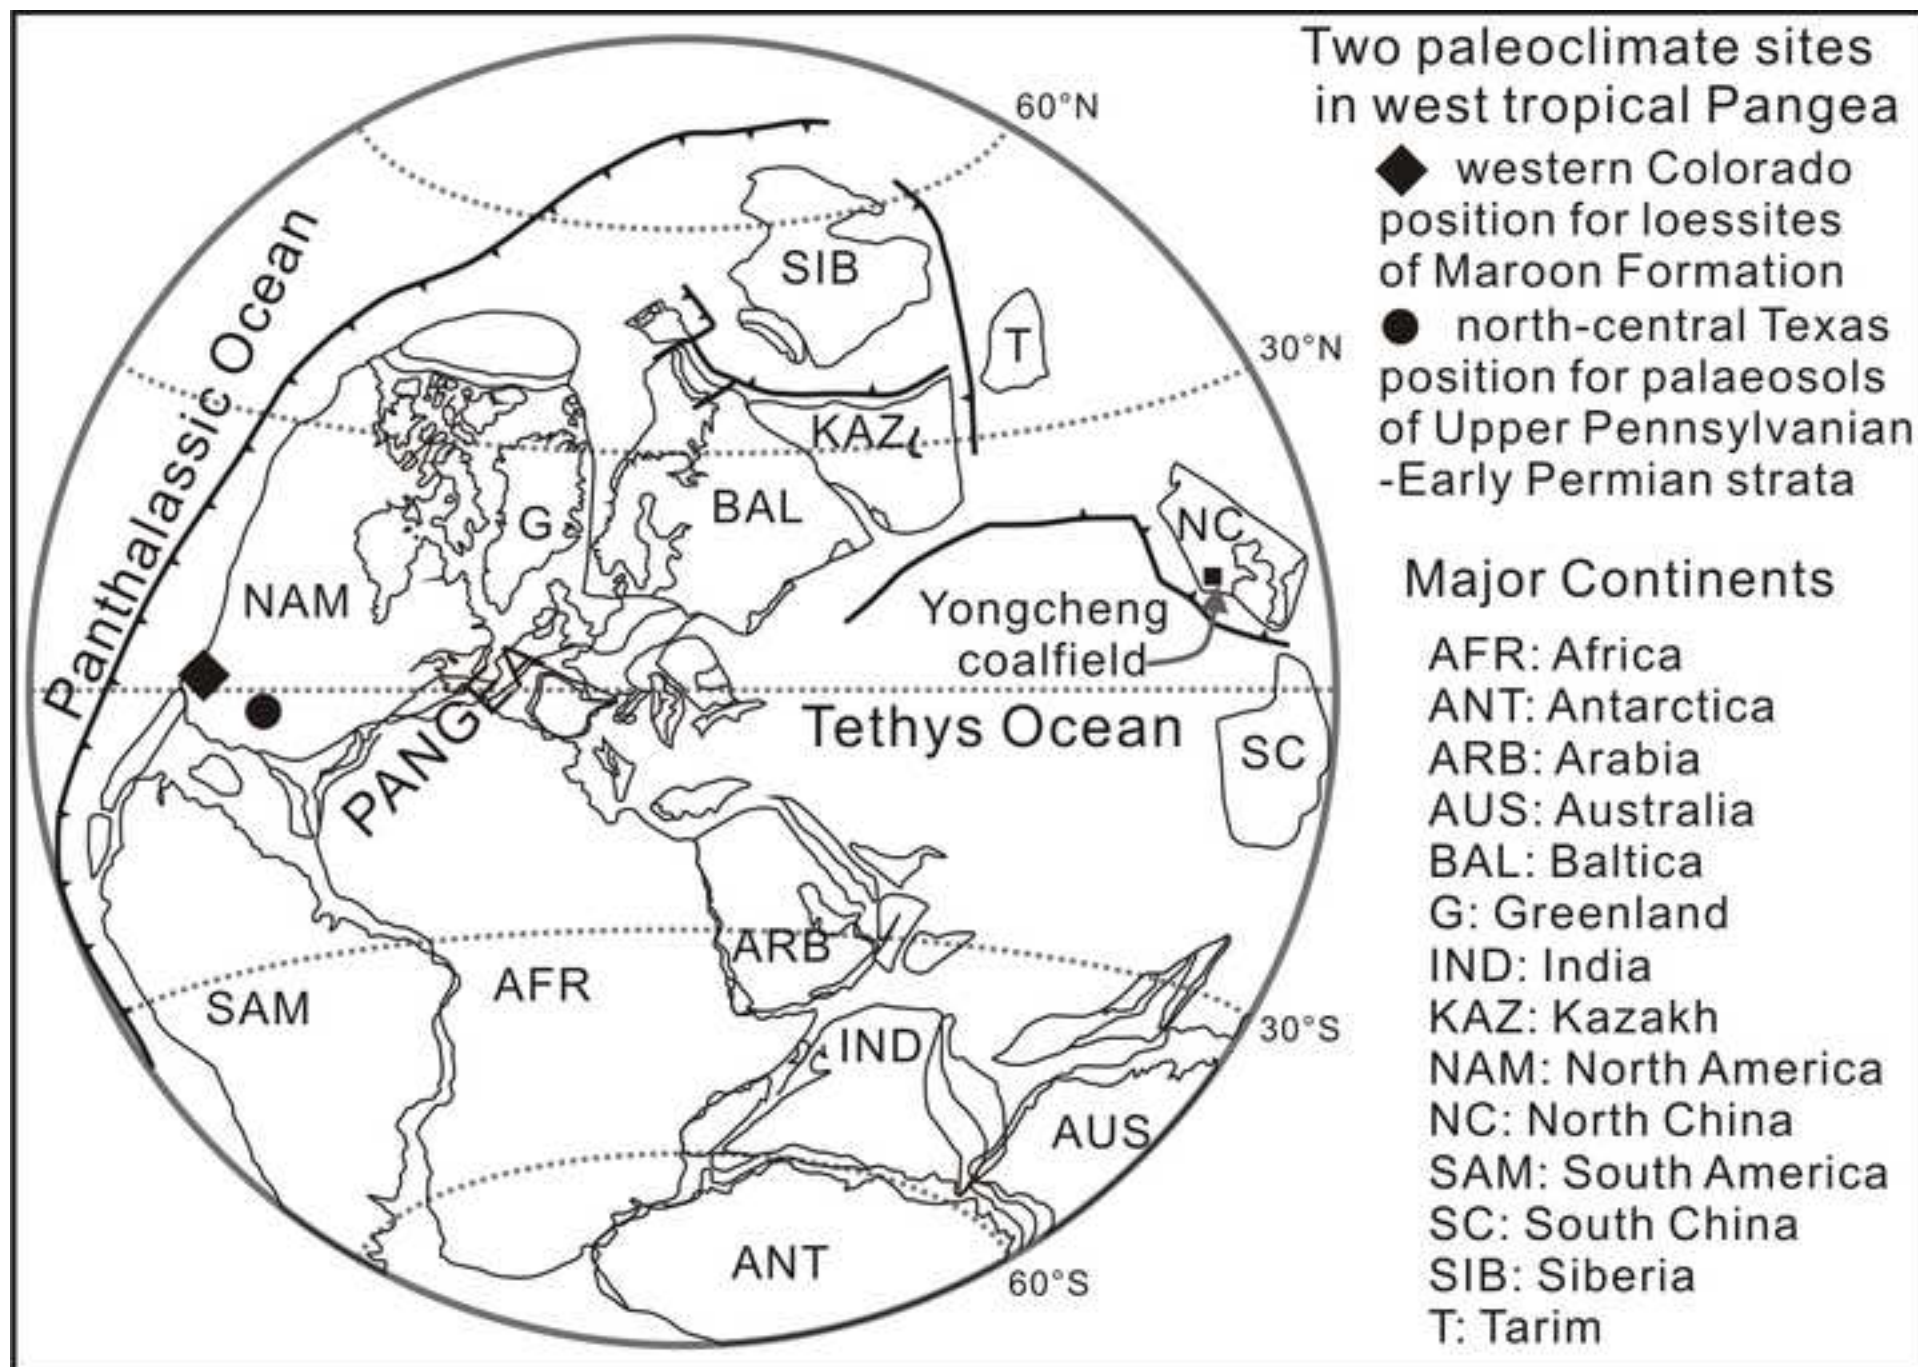 60°N
Panthalassic Ocean
SIB
T
30°N
KAZ
G
BAL
NC
NAM
Yongcheng
coalfield
PANGEA
Tethys Ocean
SC
ARB
AFR
SAM
30°S
IND
AUS
ANT
60°S
Two paleoclimate sites
in west tropical Pangea
western Colorado
position for loessites
of Maroon Formation
north-central Texas
position for palaeosols
of Upper Pennsylvanian
-Early Permian strata
Major Continents
AFR: Africa
ANT: Antarctica
ARB: Arabia
AUS: Australia
BAL: Baltica
G: Greenland
IND: India
KAZ: Kazakh
NAM: North America
NC: North China
SAM: South America
SC: South China
SIB: Siberia
T: Tarim